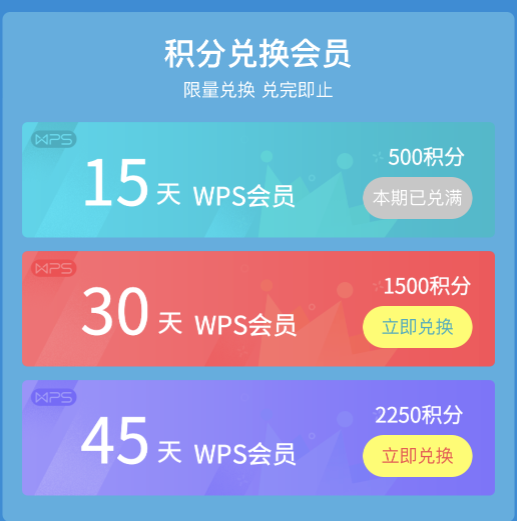 积分兑换会员
限量兑换 兑完即止
WPS
15 天 WPS会员
500积分
本期已兑满
WPS
30 天 WPS会员
1500积分
立即兑换
WPS
45 天 WPS会员
2250积分
立即兑换